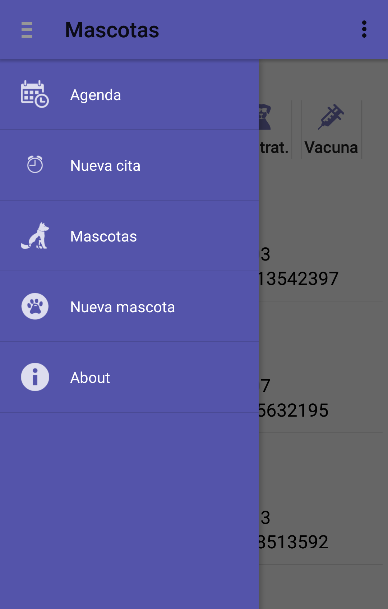 Mascotas
Agenda
Nueva cita
Mascotas
Nueva mascota
About
trat.
Vacuna
3
13542397
7
5632195
3
3513592